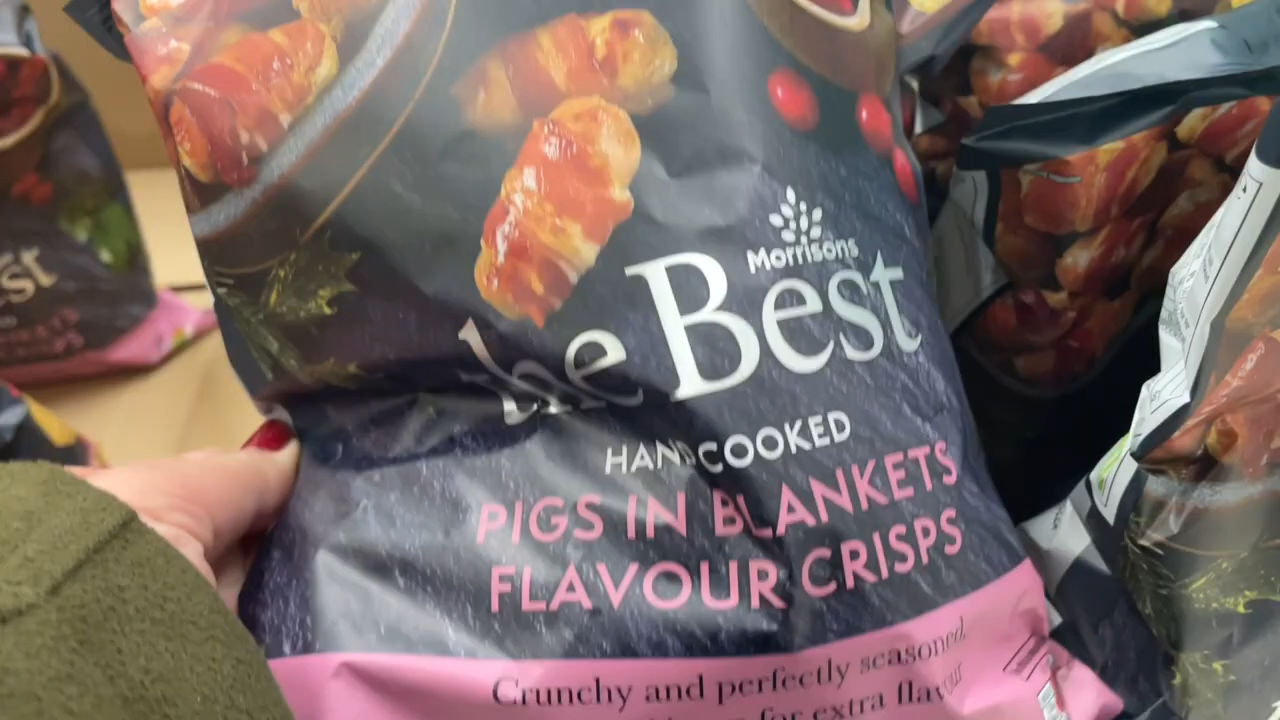 Morrisons
the Best
HAND COOKED
PIGS IN BLANKETS
FLAVOUR CRISPS
Crunchy and perfectly seasoned,
for extra flavour